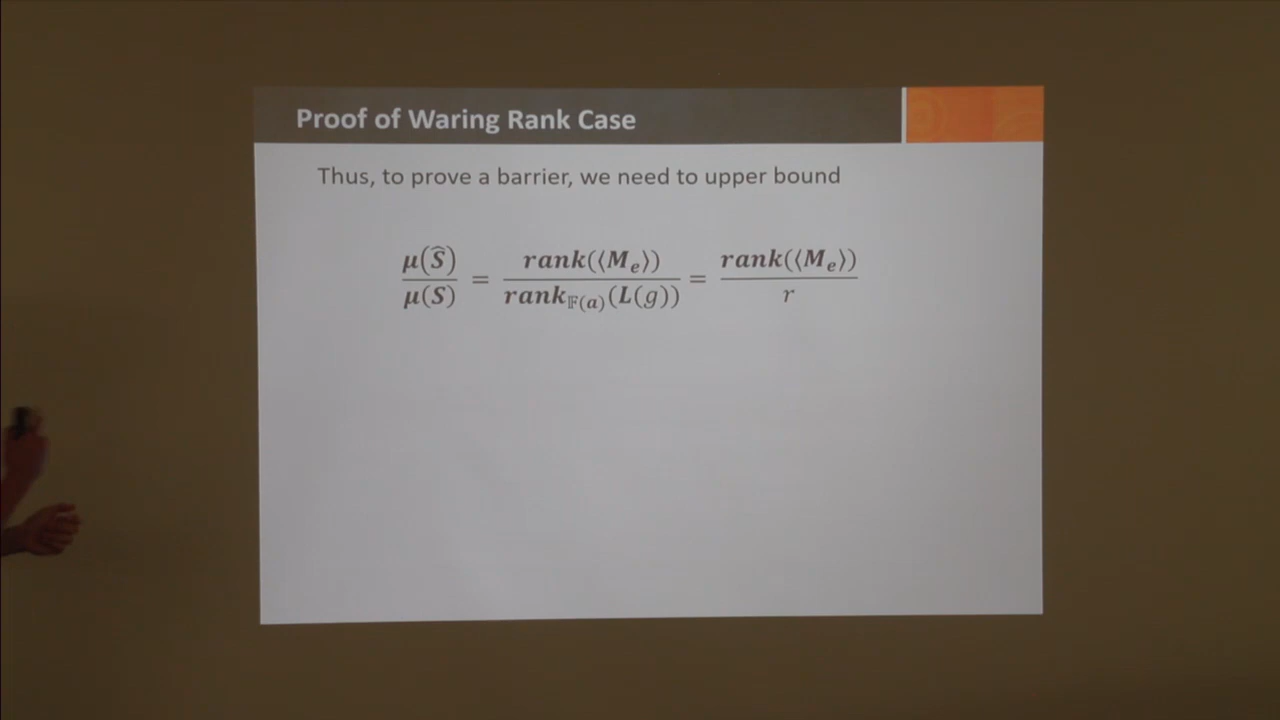 Proof of Waring Rank Case
Thus, to prove a barrier, we need to upper bound
μ(Ŝ)/μ(S) = rank(⟨M_e⟩)/rank_𝔽(a)(L(g)) = rank(⟨M_e⟩)/r